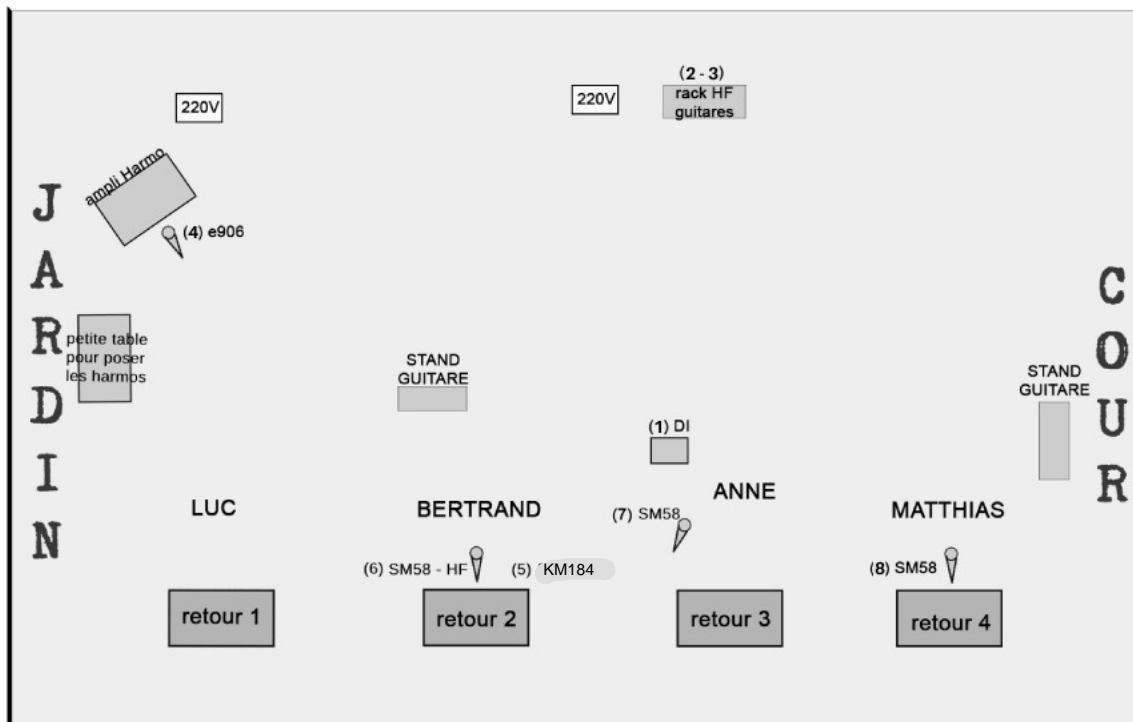 (2 - 3)
220V
220V
rack HF
guitares
ampli Harmo
(4) e906
JARDIN
COUR
petite table
pour poser
les harmos
STAND
GUITARE
STAND
GUITARE
(1) DI
LUC
BERTRAND
ANNE
MATTHIAS
(7) SM58
(6) SM58 - HF
(5) KM184
(8) SM58
retour 1
retour 2
retour 3
retour 4